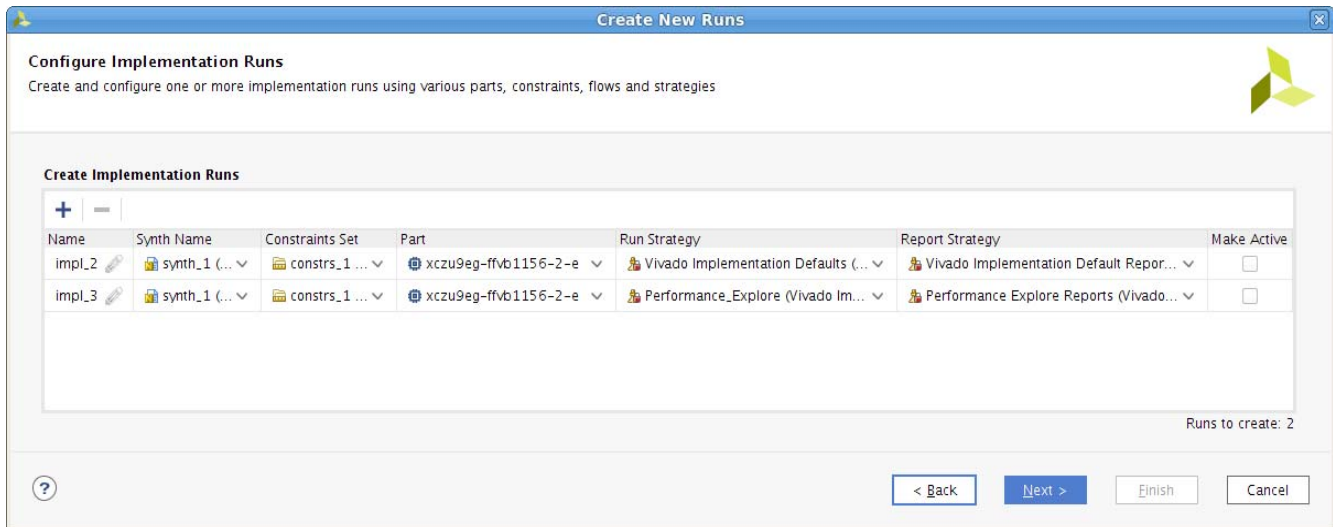 Create New Runs
Configure Implementation Runs
Create and configure one or more implementation runs using various parts, constraints, flows and strategies
Create Implementation Runs
Name Synth Name Constraints Set Part Run Strategy Report Strategy Make Active
impl_2 synth_1 (... constrs_1 ... xczu9eg-ffvb1156-2-e Vivado Implementation Defaults (... Vivado Implementation Default Repor...
impl_3 synth_1 (... constrs_1 ... xczu9eg-ffvb1156-2-e Performance_Explore (Vivado Im... Performance Explore Reports (Vivado...
Runs to create: 2
? < Back Next > Finish Cancel